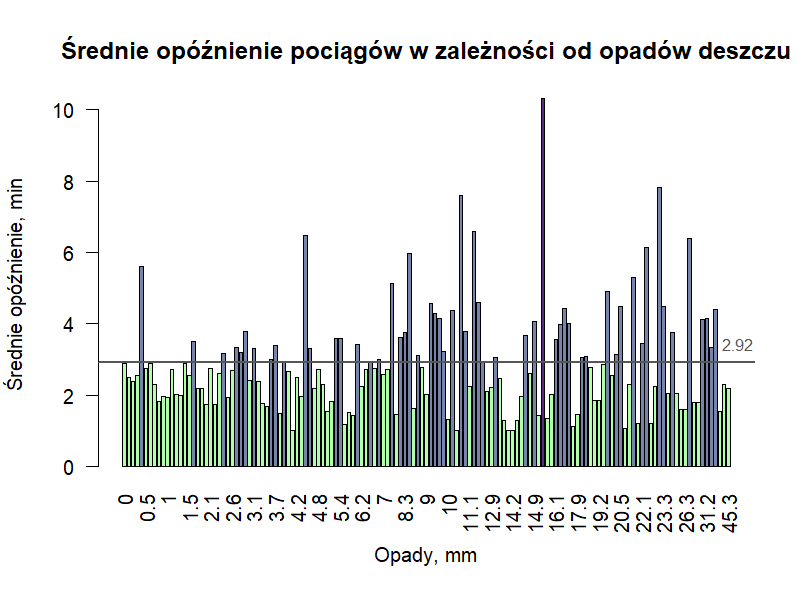 Średnie opóźnienie pociągów w zależności od opadów deszczu
Średnie opóźnienie, min
10
8
6
4
2
0
2.92
0 0.5 1 1.5 2.1 2.6 3.1 3.7 4.2 4.8 5.4 6.2 7 8.3 9 10 11.1 12.9 14.2 14.9 16.1 17.9 19.2 20.5 22.1 23.3 26.3 31.2 45.3
Opady, mm